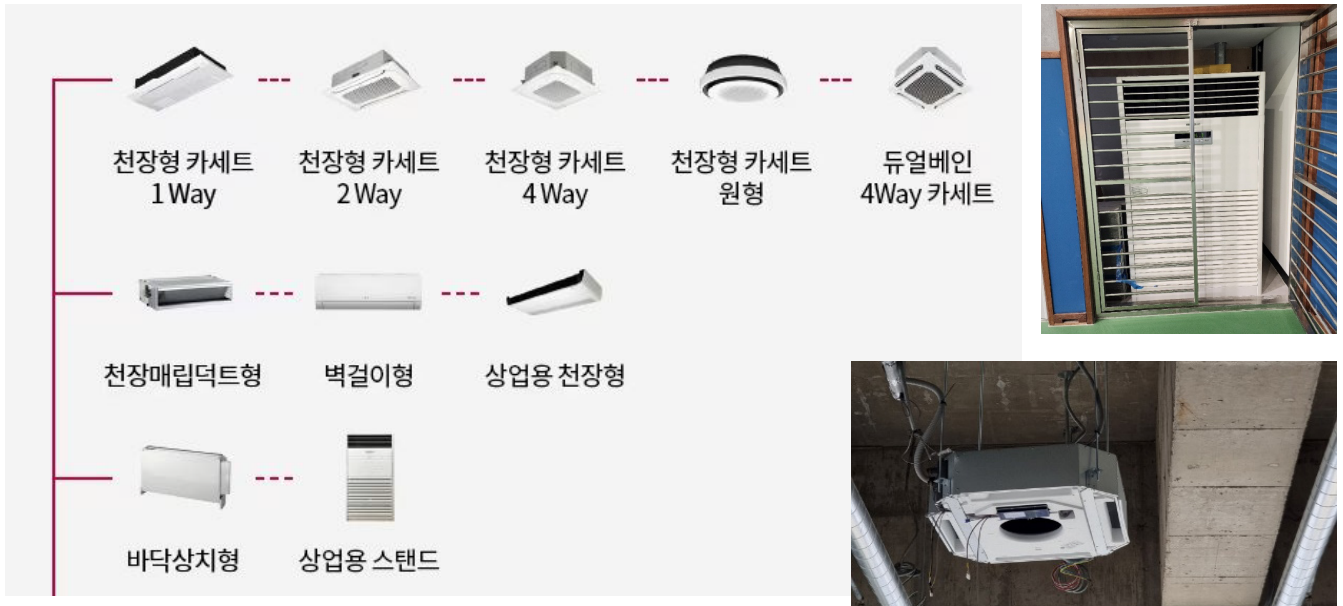 천장형 카세트
1 Way
천장형 카세트
2 Way
천장형 카세트
4 Way
천장형 카세트
원형
듀얼베인
4Way 카세트
천장매립덕트형
벽걸이형
상업용 천장형
바닥상치형
상업용 스탠드